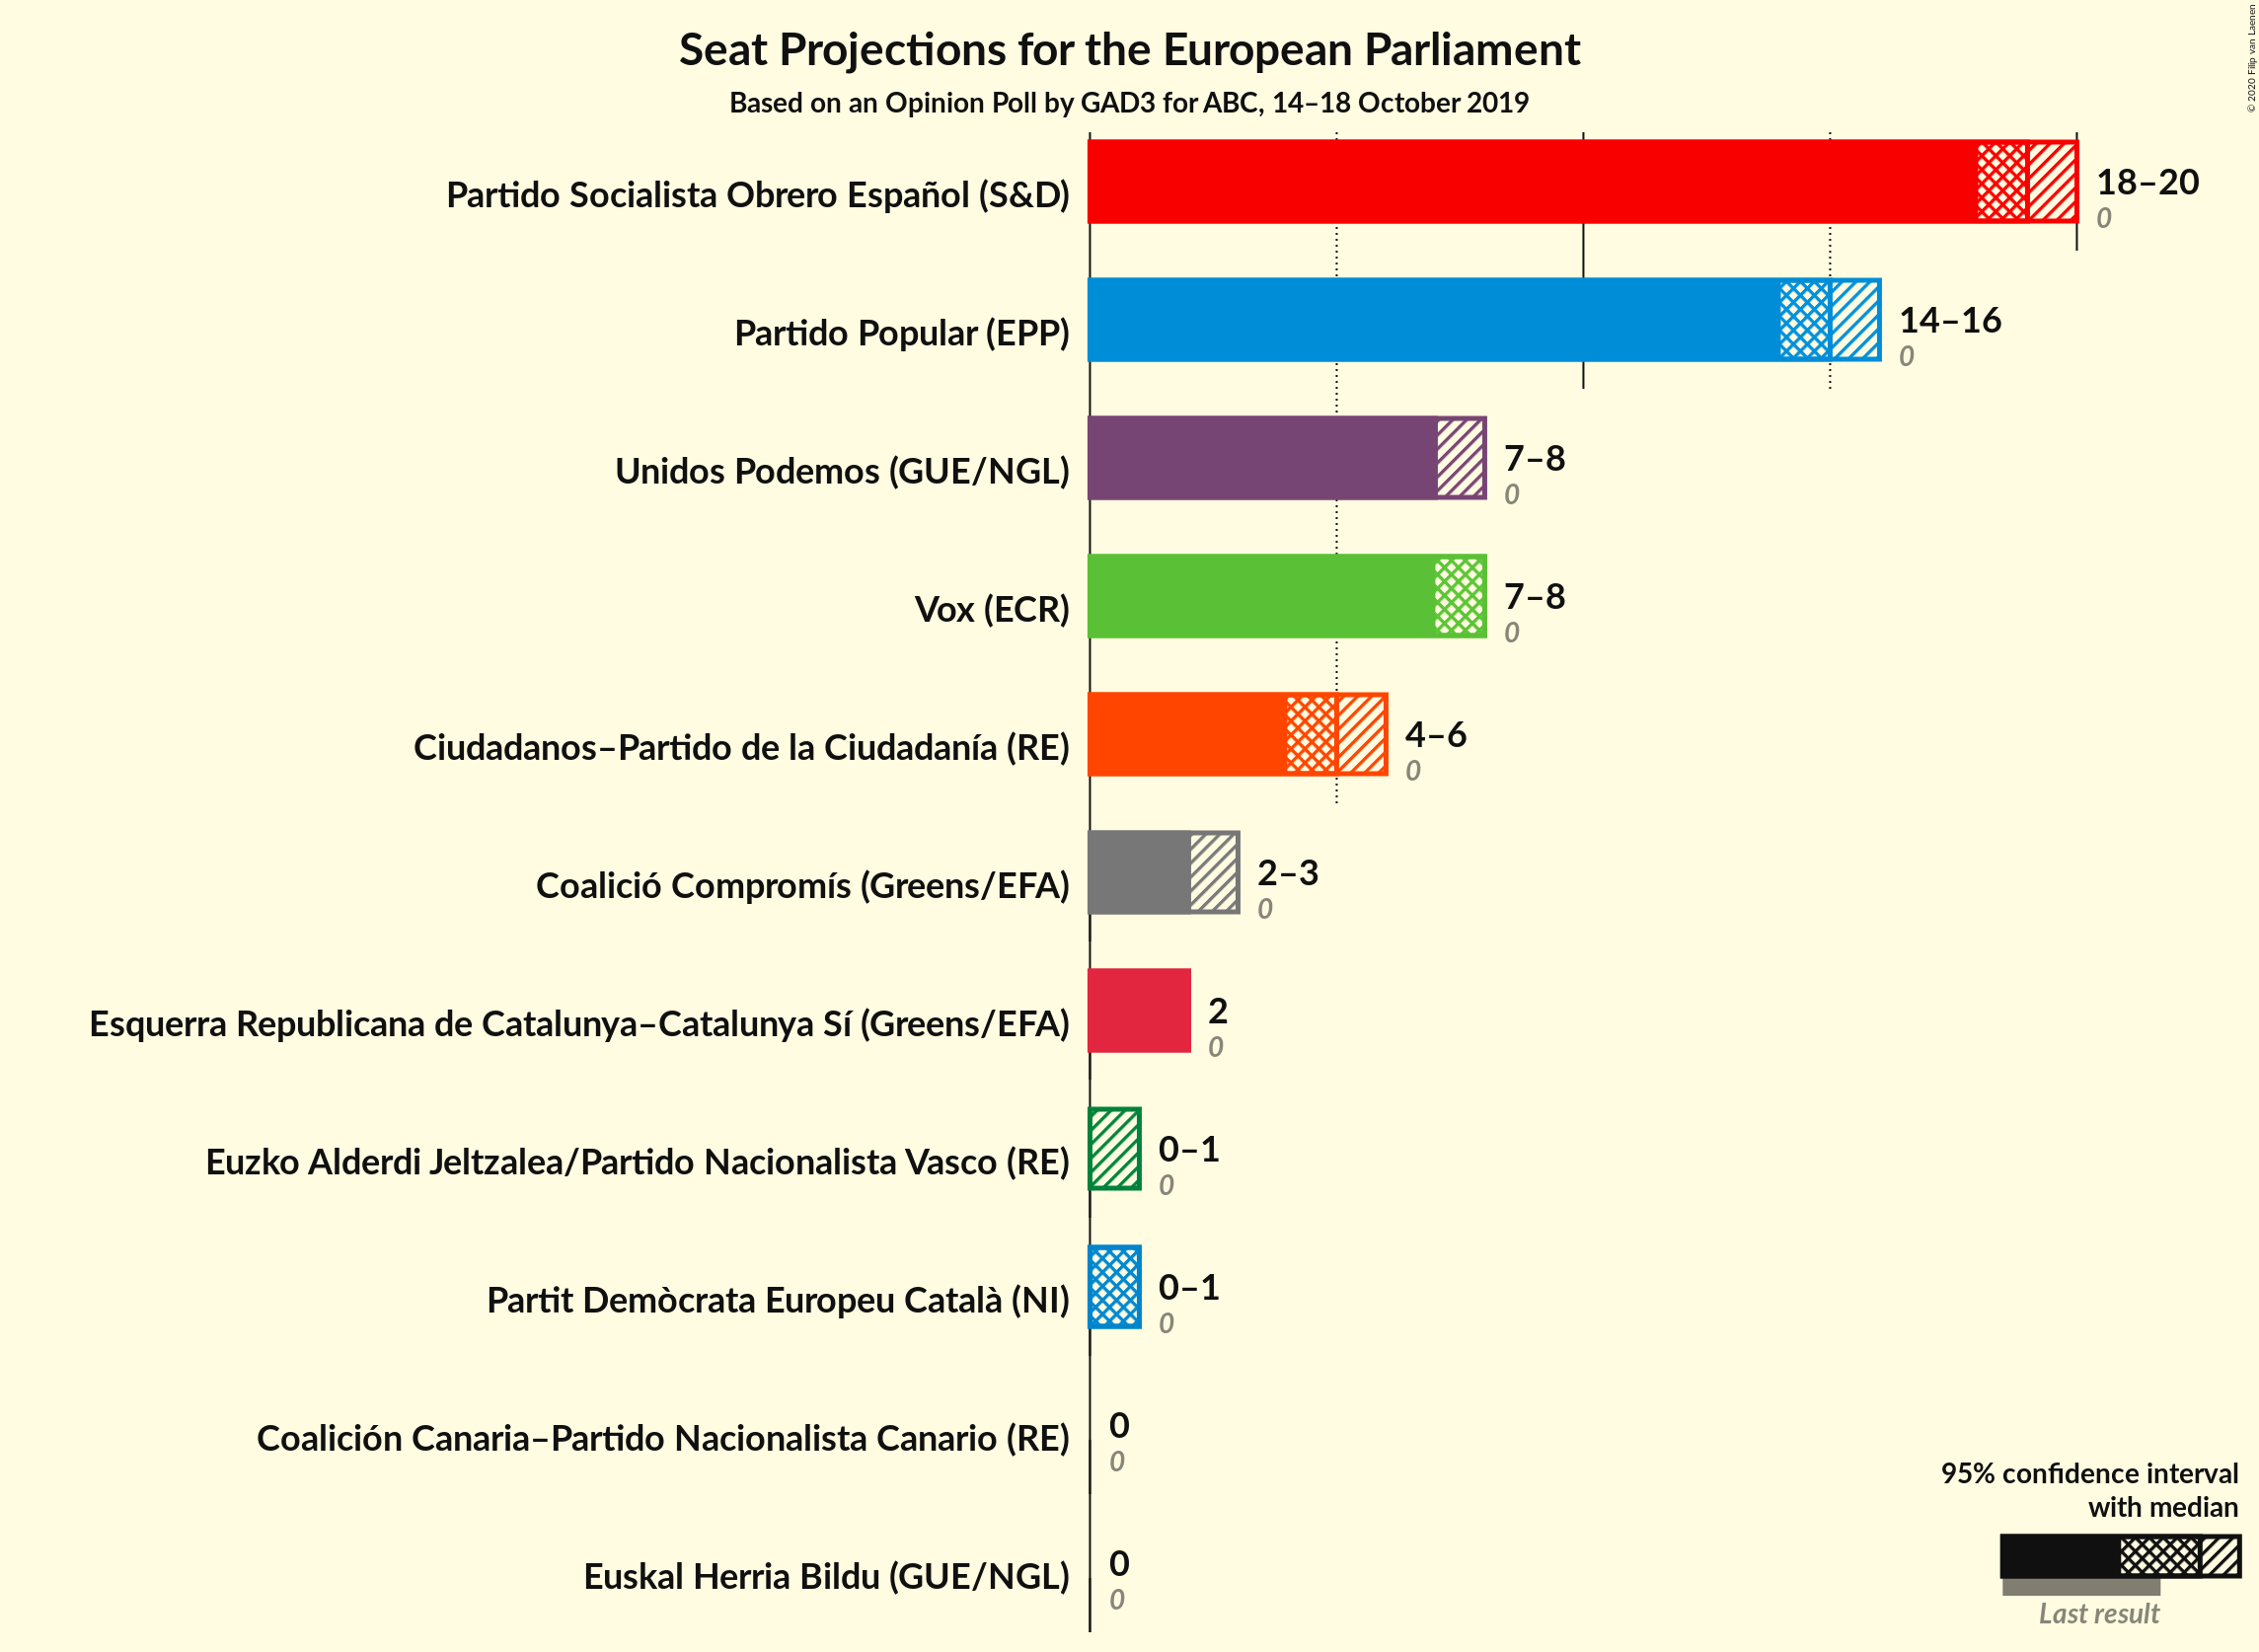 Seat Projections for the European Parliament
Based on an Opinion Poll by GAD3 for ABC, 14–18 October 2019
© 2020 Filip van Laenen
Partido Socialista Obrero Español (S&D)
18–20
0
Partido Popular (EPP)
14–16
0
Unidos Podemos (GUE/NGL)
7–8
0
Vox (ECR)
7–8
0
Ciudadanos–Partido de la Ciudadanía (RE)
4–6
0
Coalició Compromís (Greens/EFA)
2–3
0
Esquerra Republicana de Catalunya–Catalunya Sí (Greens/EFA)
2
0
Euzko Alderdi Jeltzalea/Partido Nacionalista Vasco (RE)
0–1
0
Partit Demòcrata Europeu Català (NI)
0–1
0
Coalición Canaria–Partido Nacionalista Canario (RE)
0
0
Euskal Herria Bildu (GUE/NGL)
0
0
95% confidence interval
with median
Last result